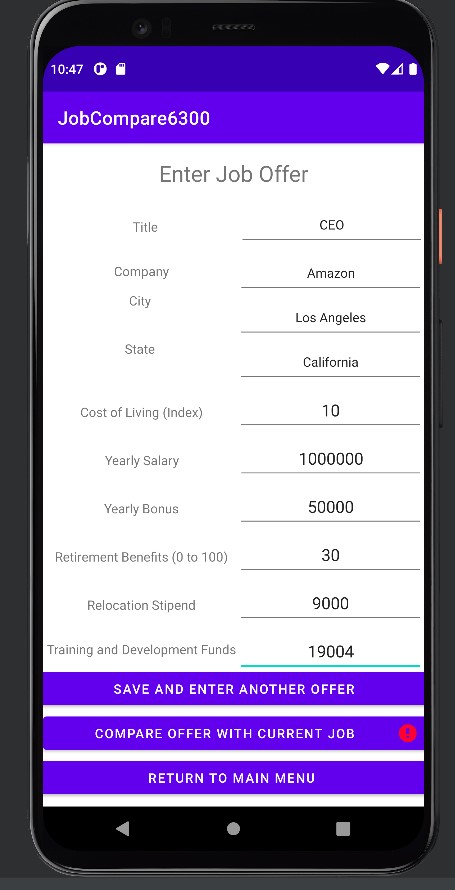 10:47
JobCompare6300
Enter Job Offer
Title CEO
Company Amazon
City Los Angeles
State California
Cost of Living (Index) 10
Yearly Salary 1000000
Yearly Bonus 50000
Retirement Benefits (0 to 100) 30
Relocation Stipend 9000
Training and Development Funds 19004
SAVE AND ENTER ANOTHER OFFER
COMPARE OFFER WITH CURRENT JOB
RETURN TO MAIN MENU